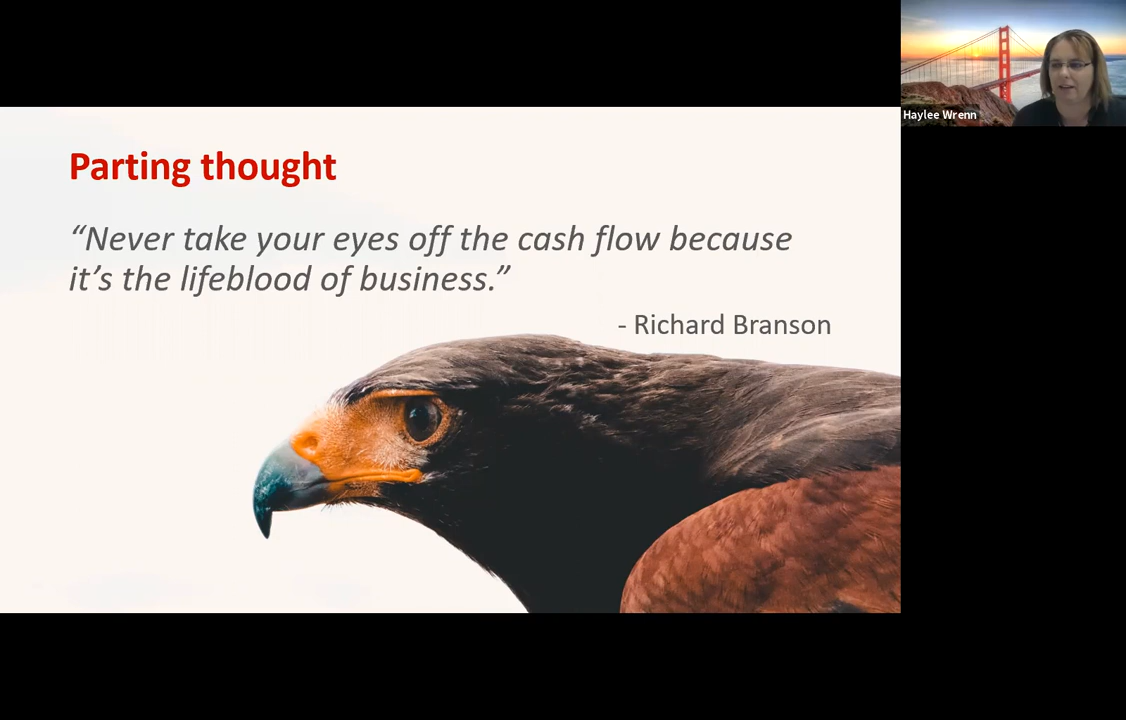 Parting thought
“Never take your eyes off the cash flow because
it’s the lifeblood of business.”
- Richard Branson
Haylee Wrenn